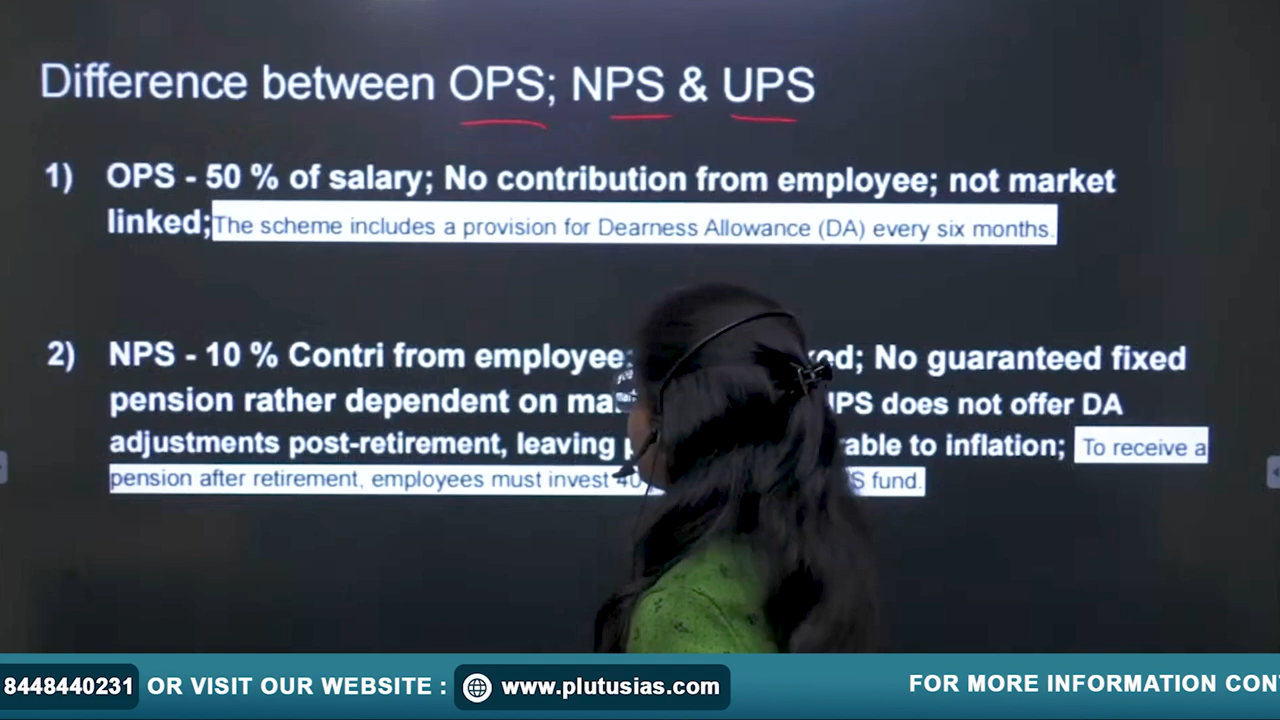 Difference between OPS; NPS & UPS
1) OPS - 50 % of salary; No contribution from employee; not market
linked; The scheme includes a provision for Dearness Allowance (DA) every six months.
2) NPS - 10 % Contri from employee; No guaranteed fixed
pension rather dependent on does not offer DA
adjustments post-retirement, leaving to inflation; To receive a
pension after retirement, employees must invest fund.
8448440231 OR VISIT OUR WEBSITE : www.plutusias.com FOR MORE INFORMATION